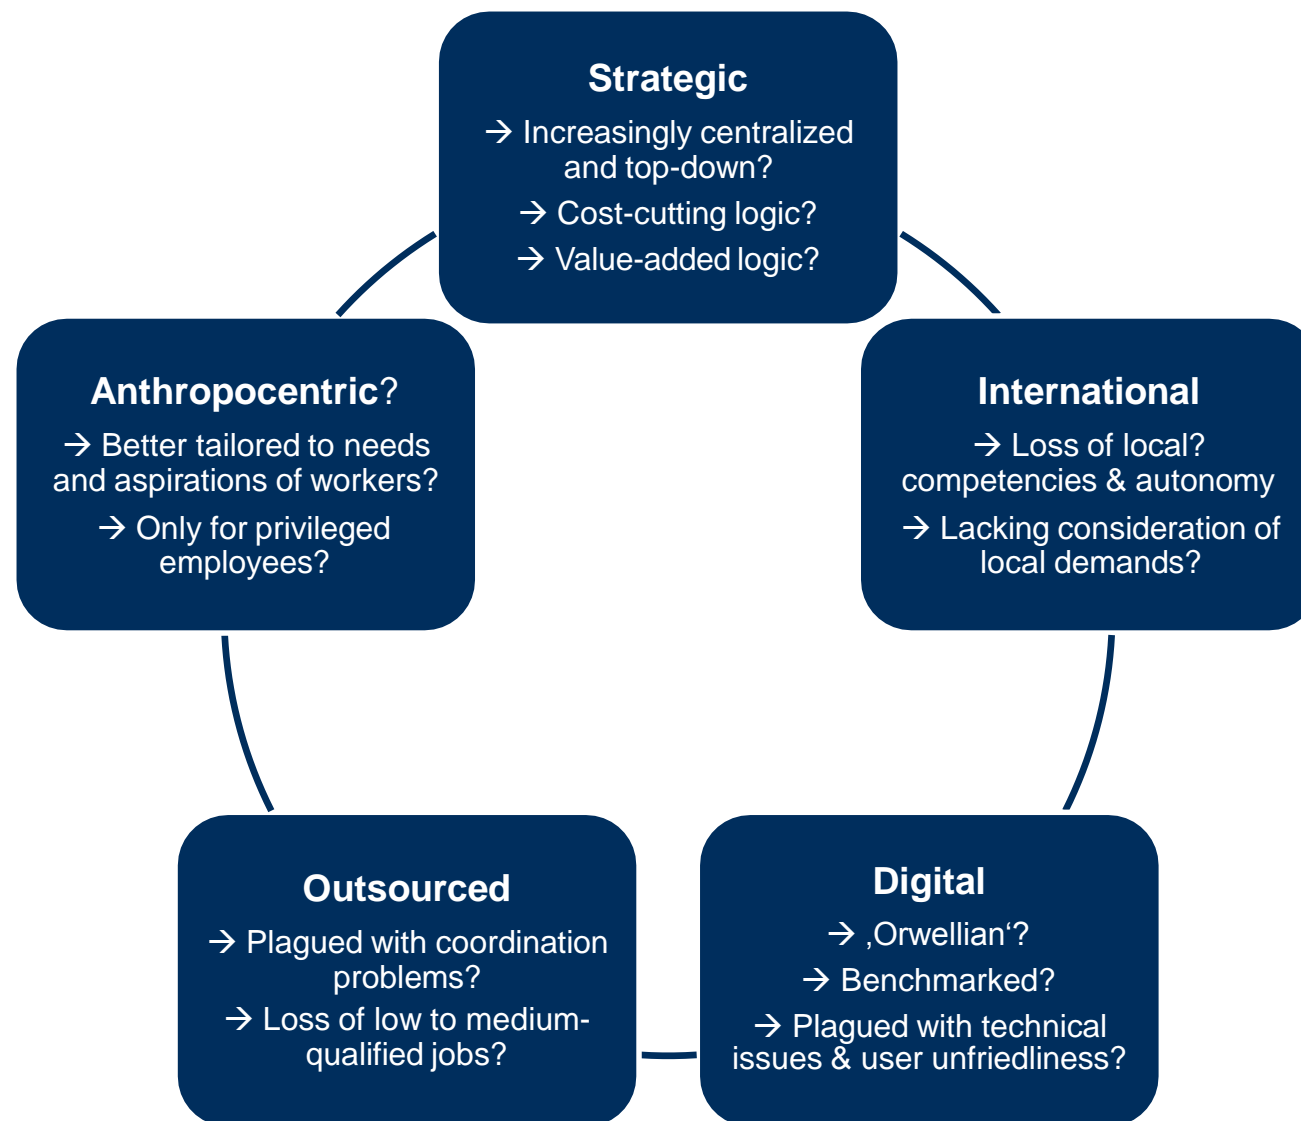 Strategic
→ Increasingly centralized
and top-down?
→ Cost-cutting logic?
→ Value-added logic?
Anthropocentric?
→ Better tailored to needs
and aspirations of workers?
→ Only for privileged
employees?
International
→ Loss of local?
competencies & autonomy
→ Lacking consideration of
local demands?
Outsourced
→ Plagued with coordination
problems?
→ Loss of low to medium-
qualified jobs?
Digital
→ ‚Orwellian‘?
→ Benchmarked?
→ Plagued with technical
issues & user unfriedliness?